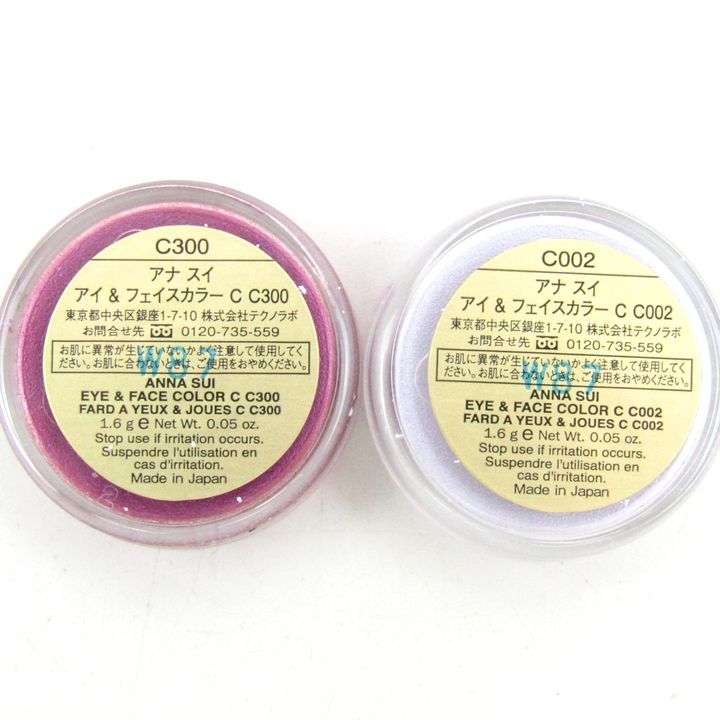 C300
アナ スイ
アイ & フェイスカラー C C300
東京都中央区銀座1-7-10 株式会社テクノラボ
お問合せ先 0120-735-559
お肌に異常が生じていないかよく注意して使用してく
ださい。お肌に合わないときは、ご使用をおやめください。
W87
ANNA SUI
EYE & FACE COLOR C C300
FARD A YEUX & JOUES C C300
1.6 g ℮ Net Wt. 0.05 oz.
Stop use if irritation occurs.
Suspendre l'utilisation en
cas d'irritation.
Made in Japan
C002
アナ スイ
アイ & フェイスカラー C C002
東京都中央区銀座1-7-10 株式会社テクノラボ
お問合せ先 0120-735-559
お肌に異常が生じていないかよく注意して使用してく
ださい。お肌に合わないときは、ご使用をおやめください。
W87
ANNA SUI
EYE & FACE COLOR C C002
FARD A YEUX & JOUES C C002
1.6 g ℮ Net Wt. 0.05 oz.
Stop use if irritation occurs.
Suspendre l'utilisation en
cas d'irritation.
Made in Japan